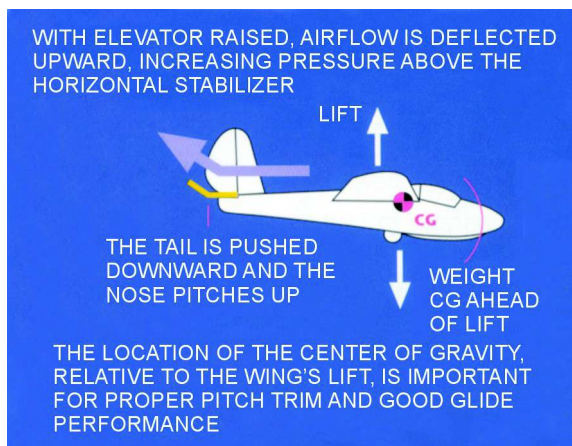 WITH ELEVATOR RAISED, AIRFLOW IS DEFLECTED
UPWARD, INCREASING PRESSURE ABOVE THE
HORIZONTAL STABILIZER
LIFT
CG
THE TAIL IS PUSHED
DOWNWARD AND THE
NOSE PITCHES UP
WEIGHT
CG AHEAD
OF LIFT
THE LOCATION OF THE CENTER OF GRAVITY,
RELATIVE TO THE WING'S LIFT, IS IMPORTANT
FOR PROPER PITCH TRIM AND GOOD GLIDE
PERFORMANCE